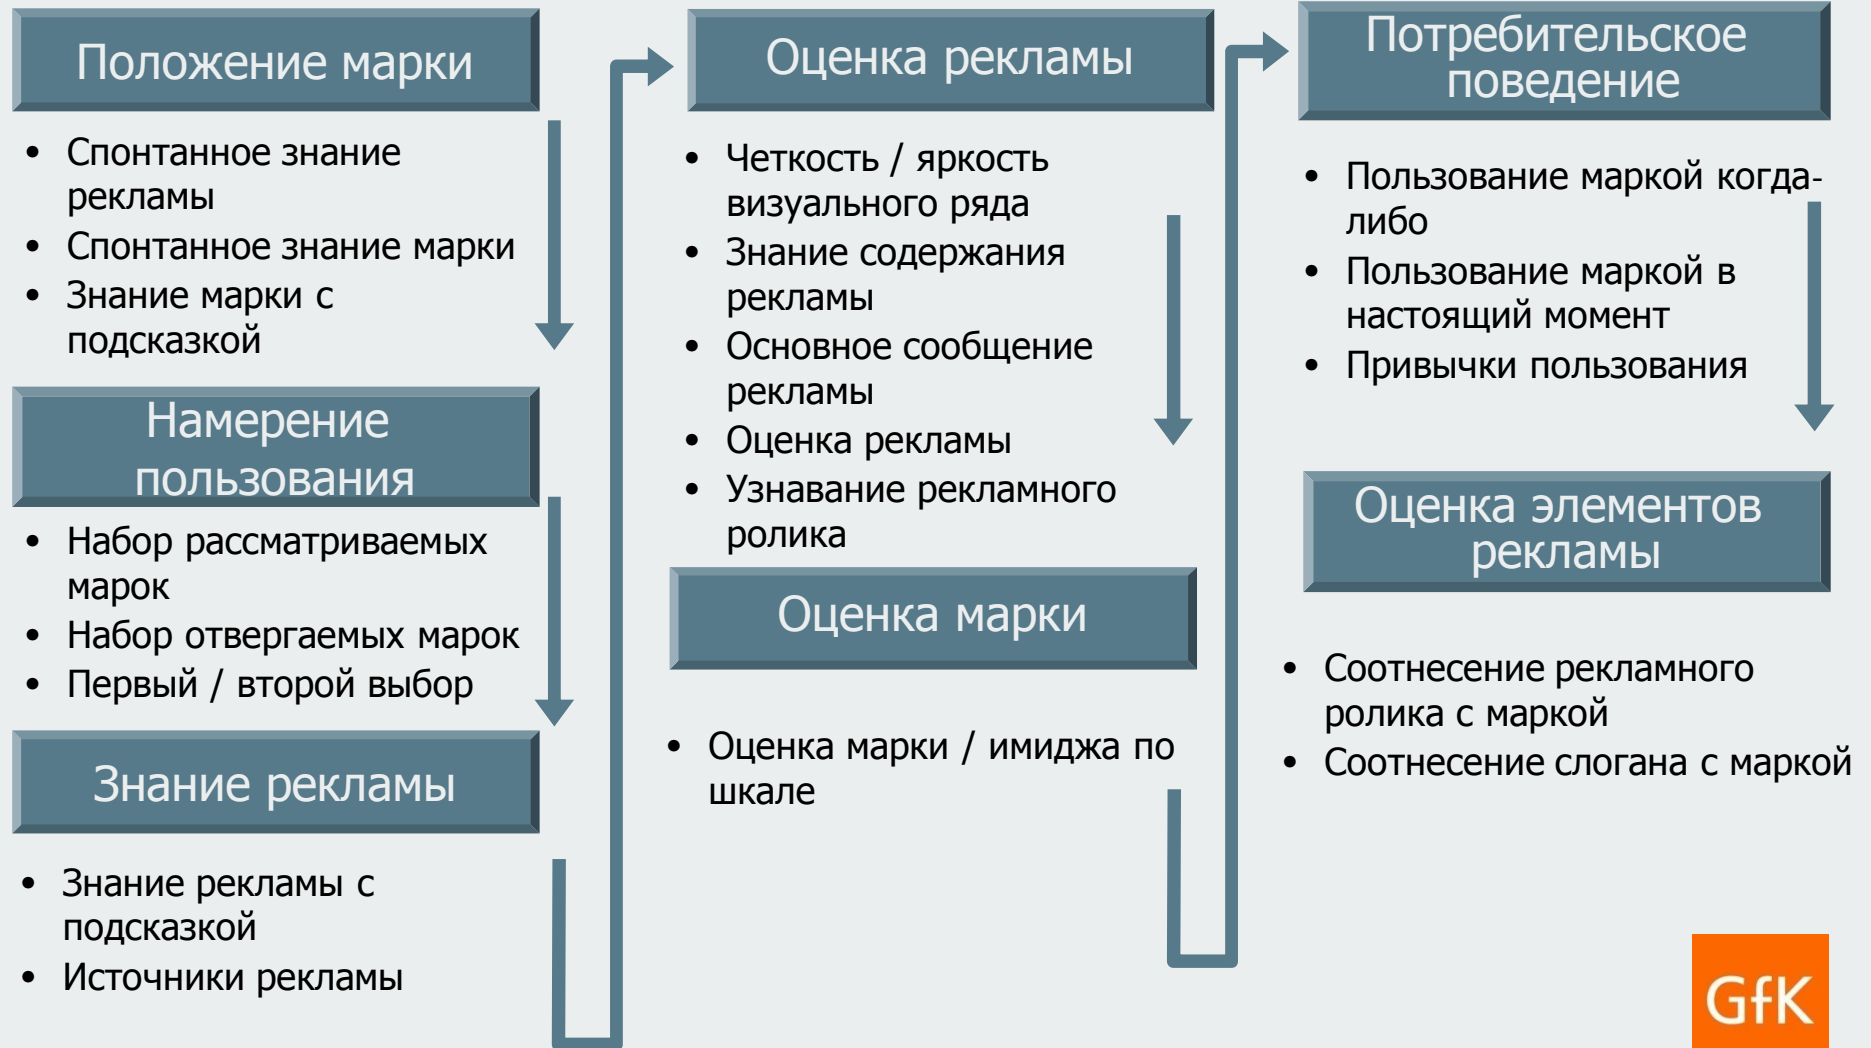 Положение марки
• Спонтанное знание
рекламы
• Спонтанное знание марки
• Знание марки с
подсказкой
Намерение
пользования
• Набор рассматриваемых
марок
• Набор отвергаемых марок
• Первый / второй выбор
Знание рекламы
• Знание рекламы с
подсказкой
• Источники рекламы
Оценка рекламы
• Четкость / яркость
визуального ряда
• Знание содержания
рекламы
• Основное сообщение
рекламы
• Оценка рекламы
• Узнавание рекламного
ролика
Оценка марки
• Оценка марки / имиджа по
шкале
Потребительское
поведение
• Пользование маркой когда-
либо
• Пользование маркой в
настоящий момент
• Привычки пользования
Оценка элементов
рекламы
• Соотнесение рекламного
ролика с маркой
• Соотнесение слогана с маркой
GfK